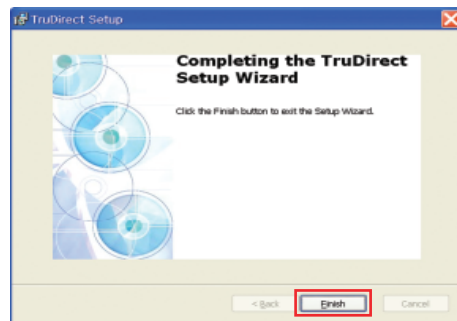 TruDirect Setup
Completing the TruDirect
Setup Wizard
Click the Finish button to exit the Setup Wizard.
< Back
Finish
Cancel